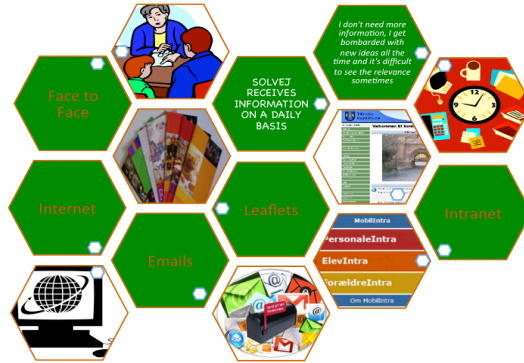 I don't need more
information, I get
bombarded with
new ideas all the
time and it's difficult
to see the relevance
sometimes
SOLVEJ
RECEIVES
INFORMATION
ON A DAILY
BASIS
Face to
Face
Internet
Leaflets
Intranet
Emails
MobilIntra
PersonaleIntra
ElevIntra
ForældreIntra
Om MobilIntra